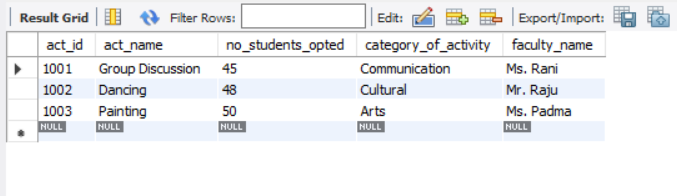 Result Grid Filter Rows: Edit: Export/Import:
act_id act_name no_students_opted category_of_activity faculty_name
1001 Group Discussion 45 Communication Ms. Rani
1002 Dancing 48 Cultural Mr. Raju
1003 Painting 50 Arts Ms. Padma
NULL NULL NULL NULL NULL